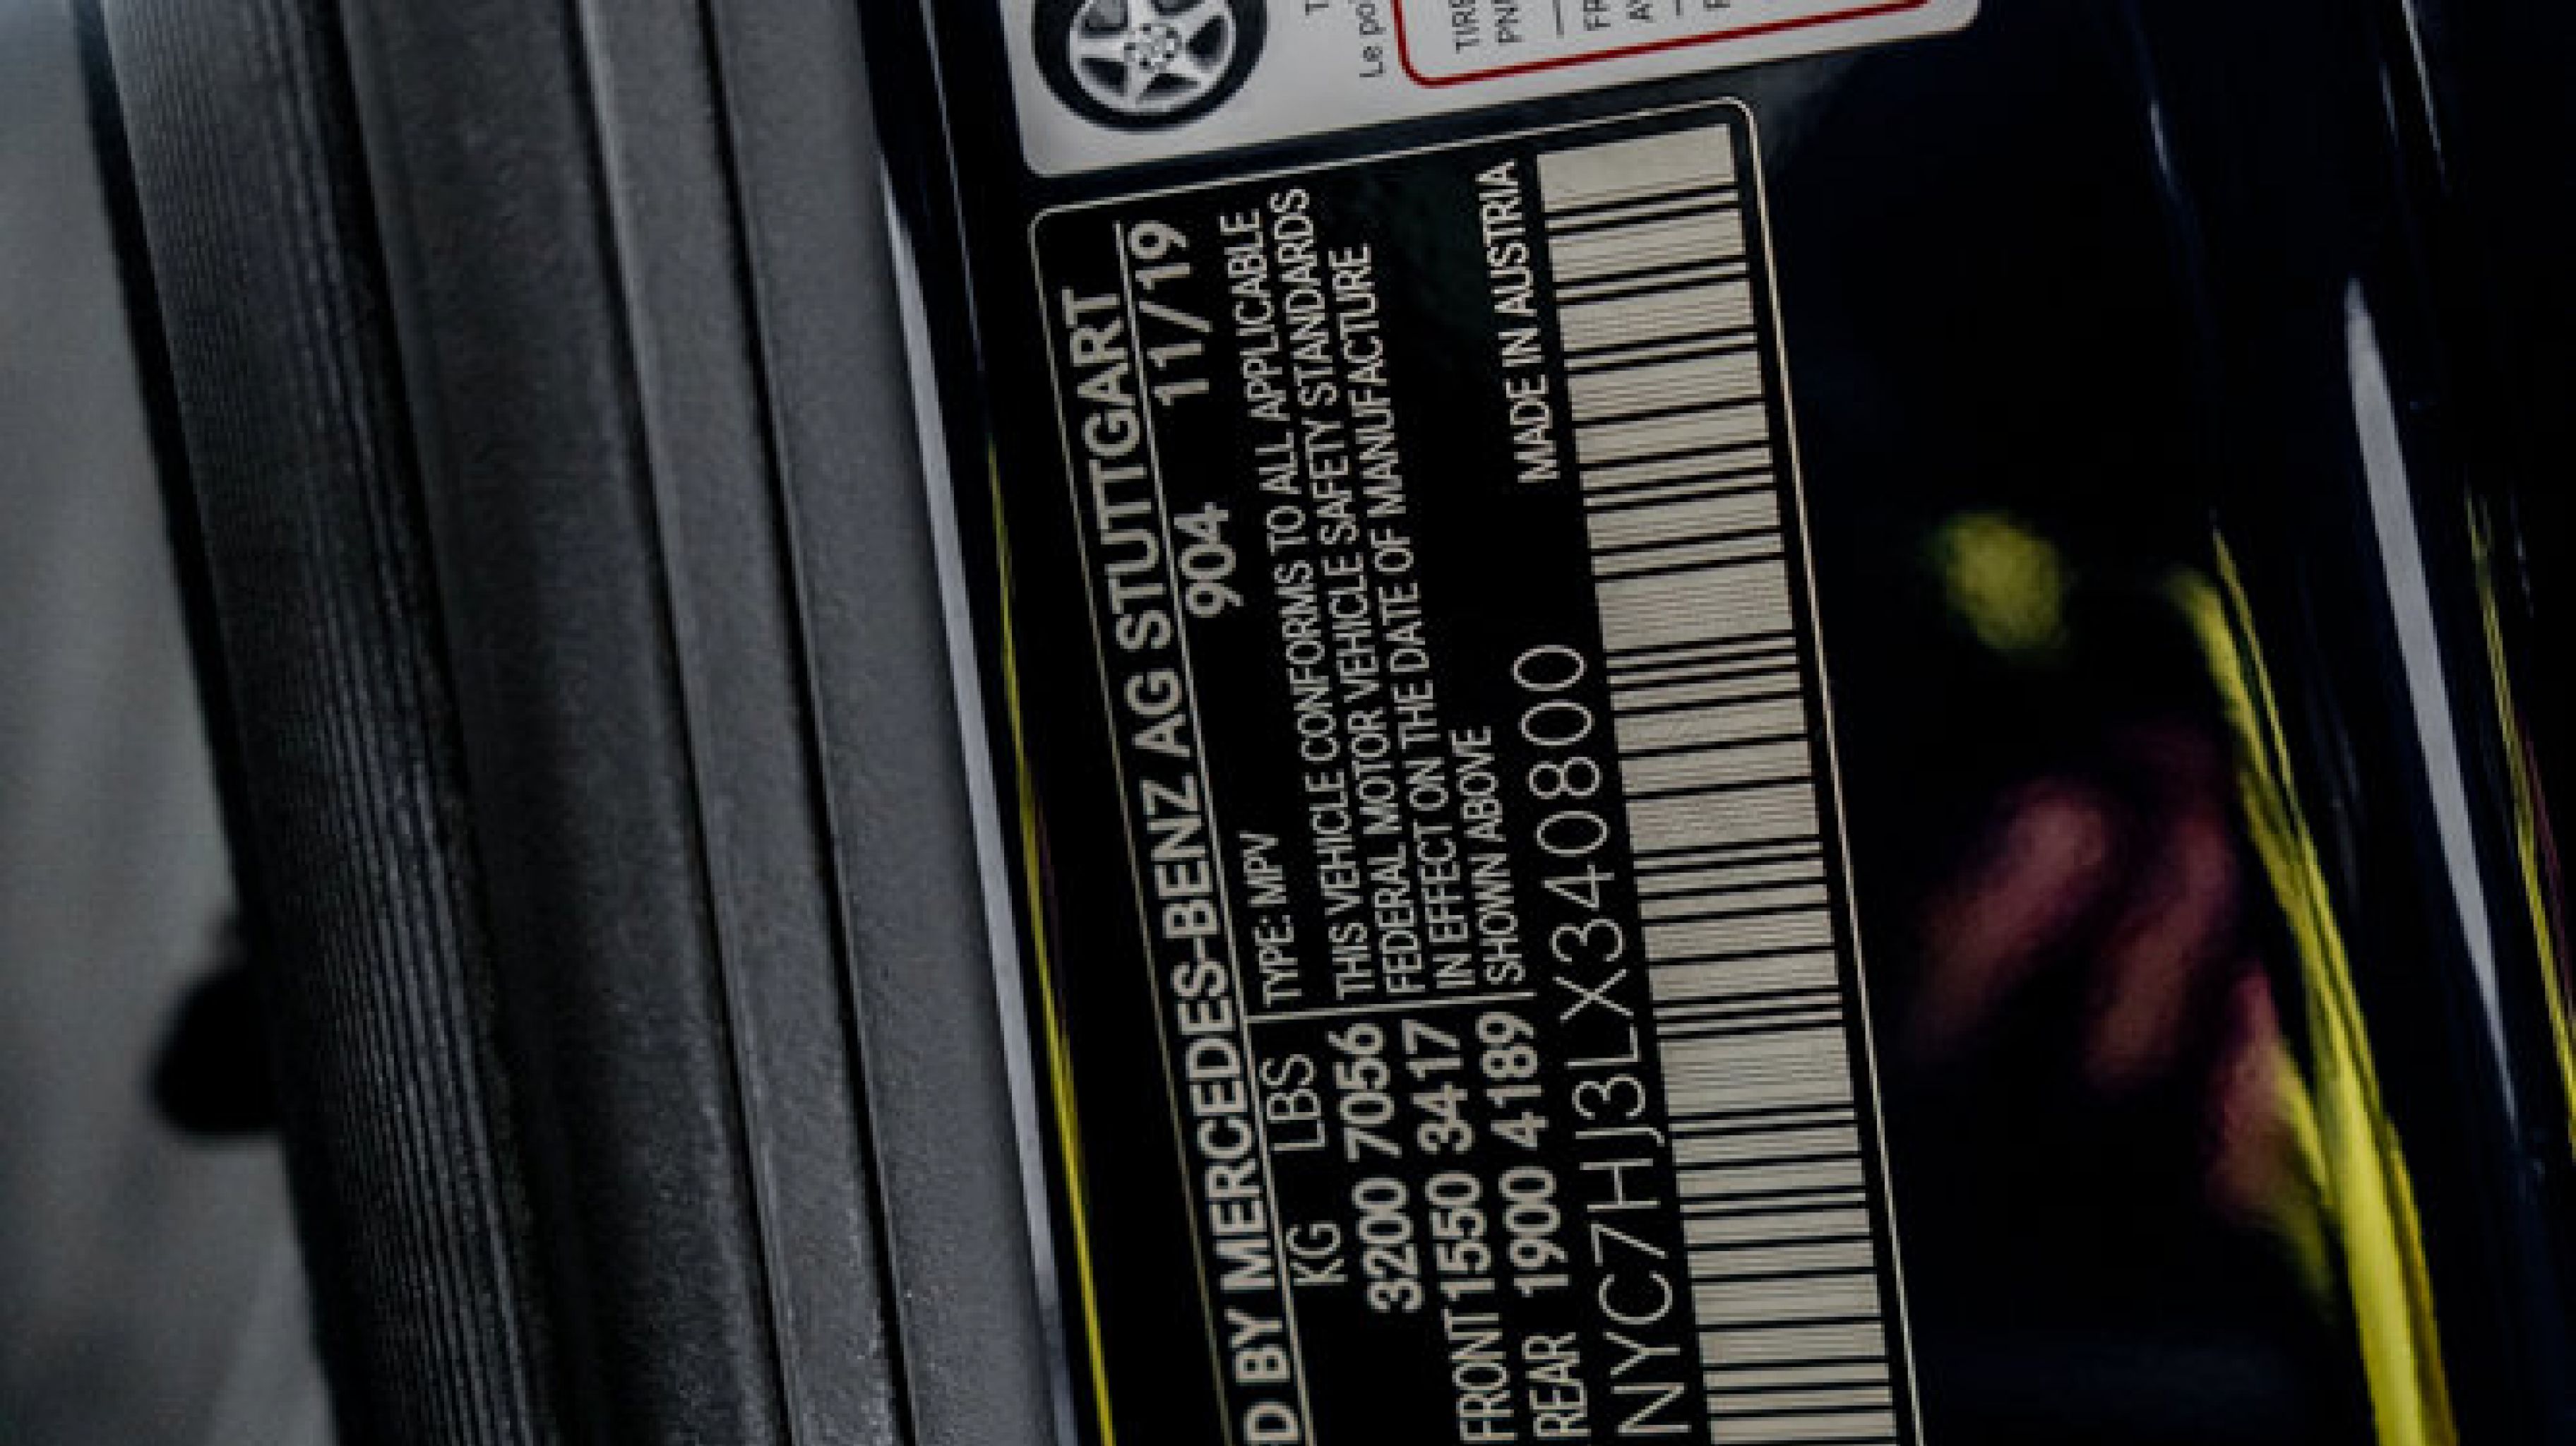 Le
TIRE
D BY MERCEDES-BENZ AG STUTTGART
904 11/19
KG LBS
3200 7056
FRONT 1550 3417
REAR 1900 4189
TYPE: MPV
THIS VEHICLE CONFORMS TO ALL APPLICABLE
FEDERAL MOTOR VEHICLE SAFETY STANDARDS
IN EFFECT ON THE DATE OF MANUFACTURE
SHOWN ABOVE
MADE IN AUSTRIA
NYC7HJ3LX340800